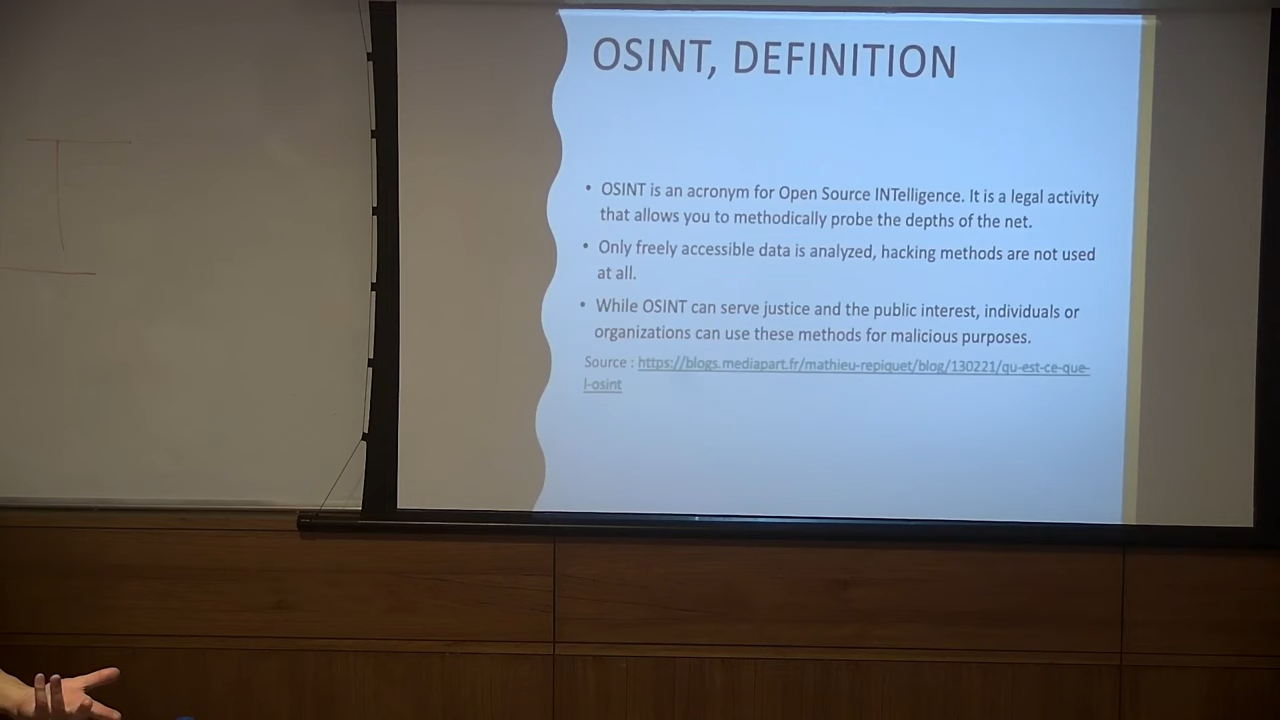 OSINT, DEFINITION
• OSINT is an acronym for Open Source INTelligence. It is a legal activity
that allows you to methodically probe the depths of the net.
• Only freely accessible data is analyzed, hacking methods are not used
at all.
• While OSINT can serve justice and the public interest, individuals or
organizations can use these methods for malicious purposes.
Source : https://blogs.mediapart.fr/mathieu-repiquet/blog/130221/qu-est-ce-que-
l-osint